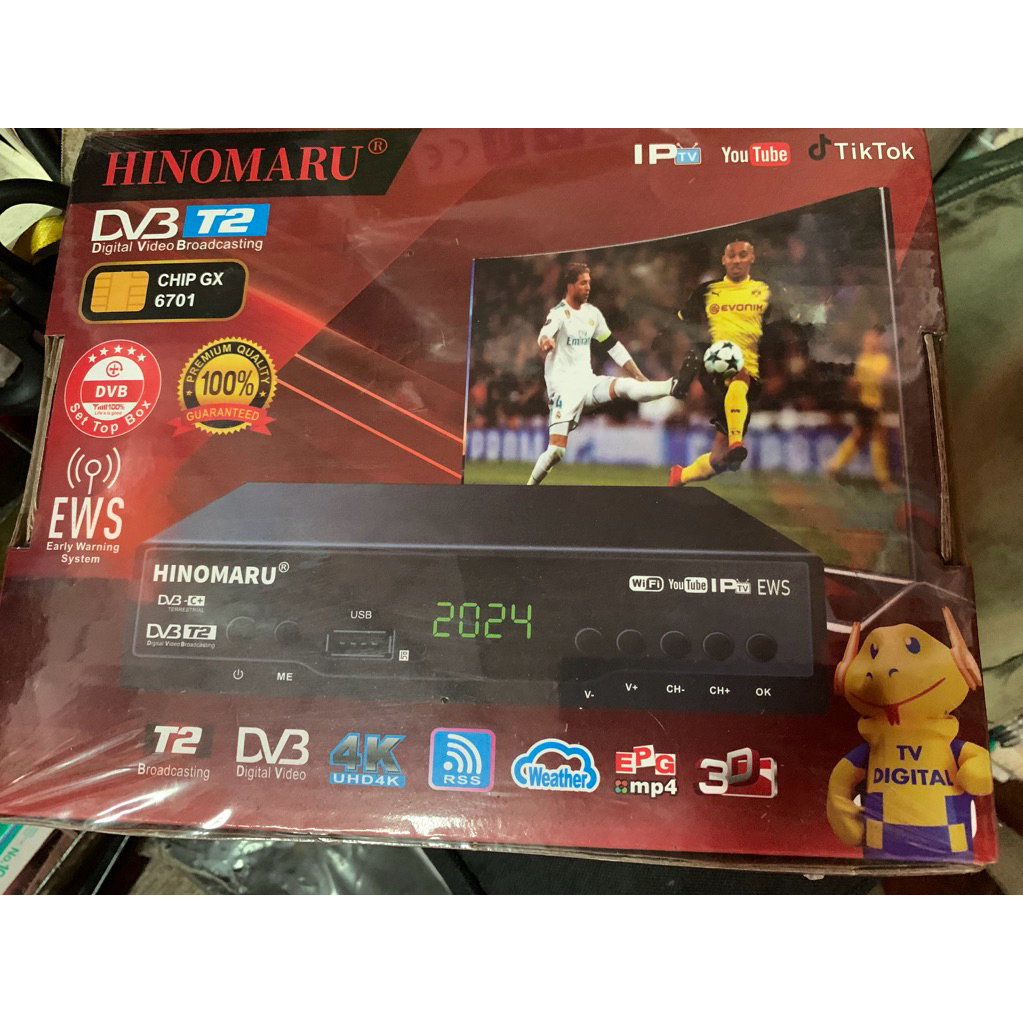 HINOMARU®
IPTV
YouTube
TikTok
DVB T2
Digital Video Broadcasting
CHIP GX
6701
DVB
Set Top Box
PREMIUM QUALITY
100%
GUARANTEED
EVONIK
EWS
Early Warning
System
HINOMARU®
DVB-C+
TERRESTRIAL
DVB T2
Digital Video Broadcasting
USB
2024
WiFi YouTube IPTV EWS
ME
V-
V+
CH-
CH+
OK
T2
Broadcasting
DVB
Digital Video
4K
UHD4K
RSS
Weather
EPG
mp4
3D
TV
DIGITAL